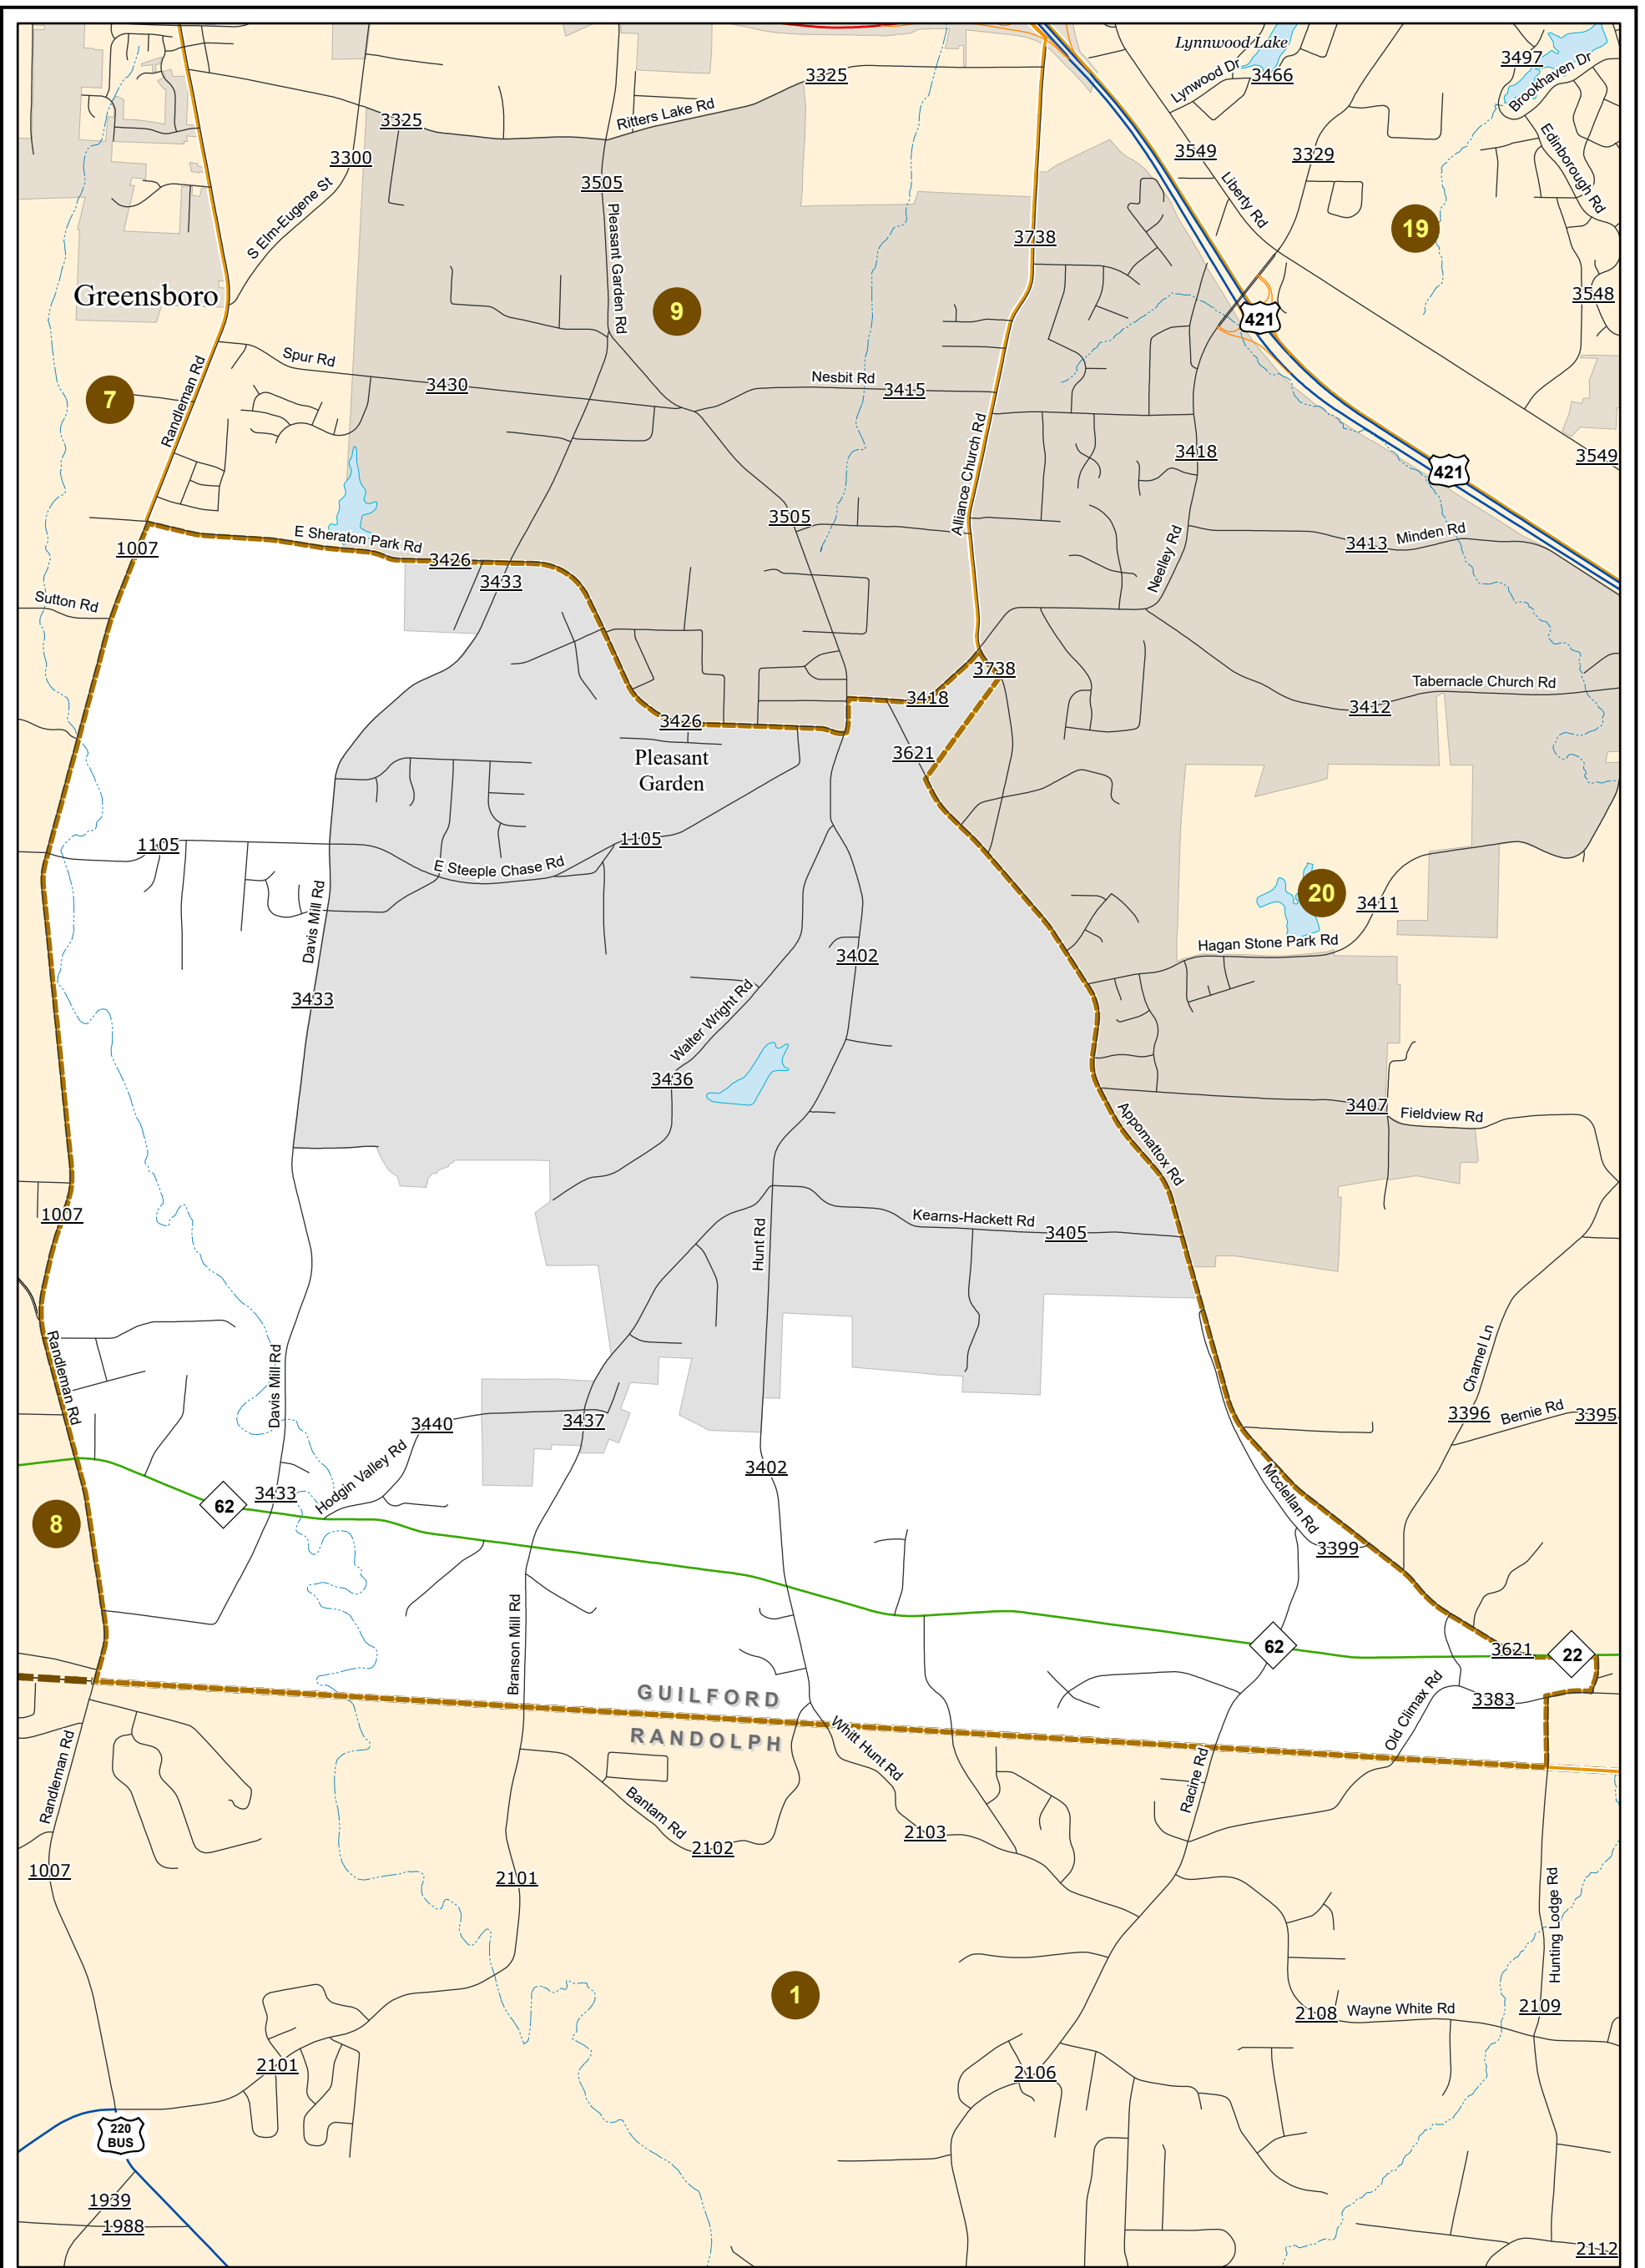 Lynnwood Lake
3497
3325
3466
Lynwood Dr
Brookhaven Dr
Ritters Lake Rd
3325
Edinborough Rd
3300
3549
3329
3505
Liberty Rd
S Elm-Eugene St
19
Pleasant Garden Rd
3738
Greensboro
3548
9
421
Spur Rd
Nesbit Rd
3430
3415
7
Randleman Rd
Alliance Church Rd
3418
3549
421
3505
E Sheraton Park Rd
Minden Rd
3413
1007
3426
Neelley Rd
3433
Sutton Rd
3738
Tabernacle Church Rd
3418
3412
3426
3621
Pleasant
Garden
1105
1105
E Steeple Chase Rd
20
3411
Davis Mill Rd
Hagan Stone Park Rd
3402
3433
Walter Wright Rd
3436
3407
Fieldview Rd
Appomattox Rd
1007
Kearns-Hackett Rd
3405
Hunt Rd
Randleman Rd
Davis Mill Rd
Charnel Ln
3440
3437
3396
Bernie Rd
3395
3402
Hodgin Valley Rd
3433
62
Mcclellan Rd
8
3399
Branson Mill Rd
62
3621
22
GUILFORD
3383
Old Climax Rd
RANDOLPH
Whitt Hunt Rd
Randleman Rd
Racine Rd
Bantam Rd
2103
2102
1007
2101
Hunting Lodge Rd
1
2108
Wayne White Rd
2109
2101
2106
220
BUS
1939
1988
2112